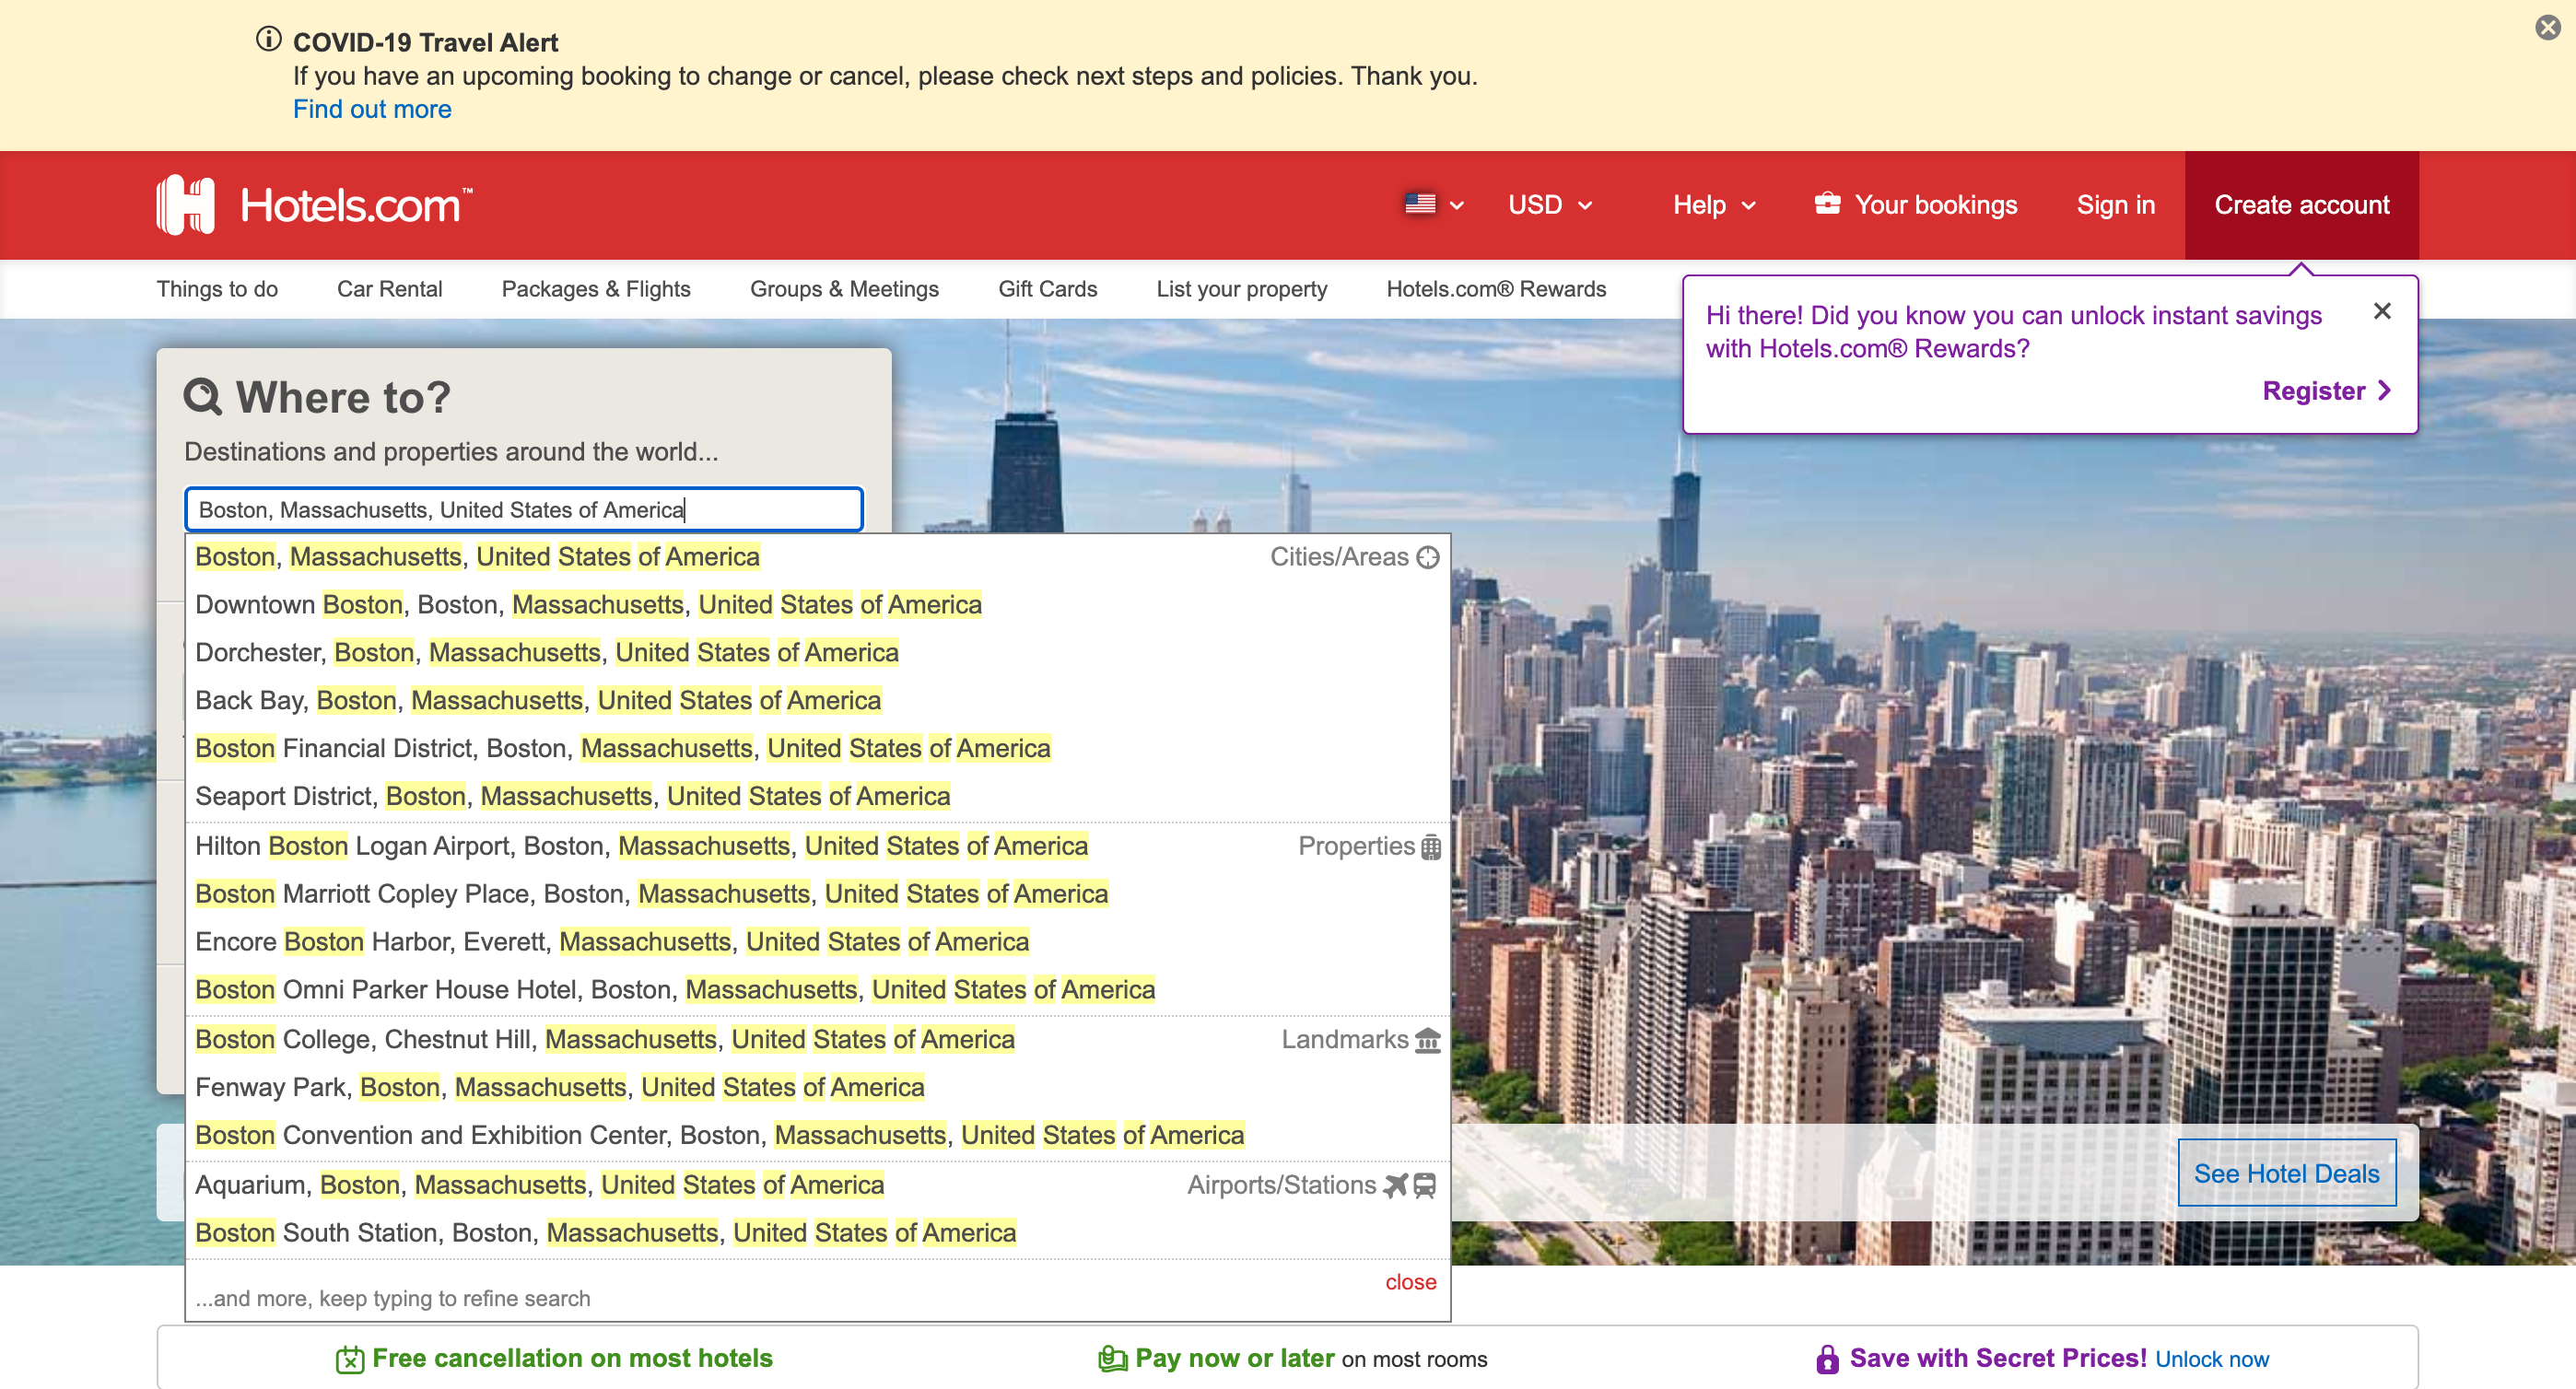 COVID-19 Travel Alert
If you have an upcoming booking to change or cancel, please check next steps and policies. Thank you.
Find out more
Hotels.com™
USD
Help
Your bookings
Sign in
Create account
Things to do
Car Rental
Packages & Flights
Groups & Meetings
Gift Cards
List your property
Hotels.com® Rewards
Hi there! Did you know you can unlock instant savings
with Hotels.com® Rewards?
Register
Where to?
Destinations and properties around the world...
Boston, Massachusetts, United States of America
Boston, Massachusetts, United States of America Cities/Areas
Downtown Boston, Boston, Massachusetts, United States of America
Dorchester, Boston, Massachusetts, United States of America
Back Bay, Boston, Massachusetts, United States of America
Boston Financial District, Boston, Massachusetts, United States of America
Seaport District, Boston, Massachusetts, United States of America
Hilton Boston Logan Airport, Boston, Massachusetts, United States of America Properties
Boston Marriott Copley Place, Boston, Massachusetts, United States of America
Encore Boston Harbor, Everett, Massachusetts, United States of America
Boston Omni Parker House Hotel, Boston, Massachusetts, United States of America
Boston College, Chestnut Hill, Massachusetts, United States of America Landmarks
Fenway Park, Boston, Massachusetts, United States of America
Boston Convention and Exhibition Center, Boston, Massachusetts, United States of America
Aquarium, Boston, Massachusetts, United States of America Airports/Stations
Boston South Station, Boston, Massachusetts, United States of America
close
...and more, keep typing to refine search
See Hotel Deals
Free cancellation on most hotels
Pay now or later on most rooms
Save with Secret Prices! Unlock now